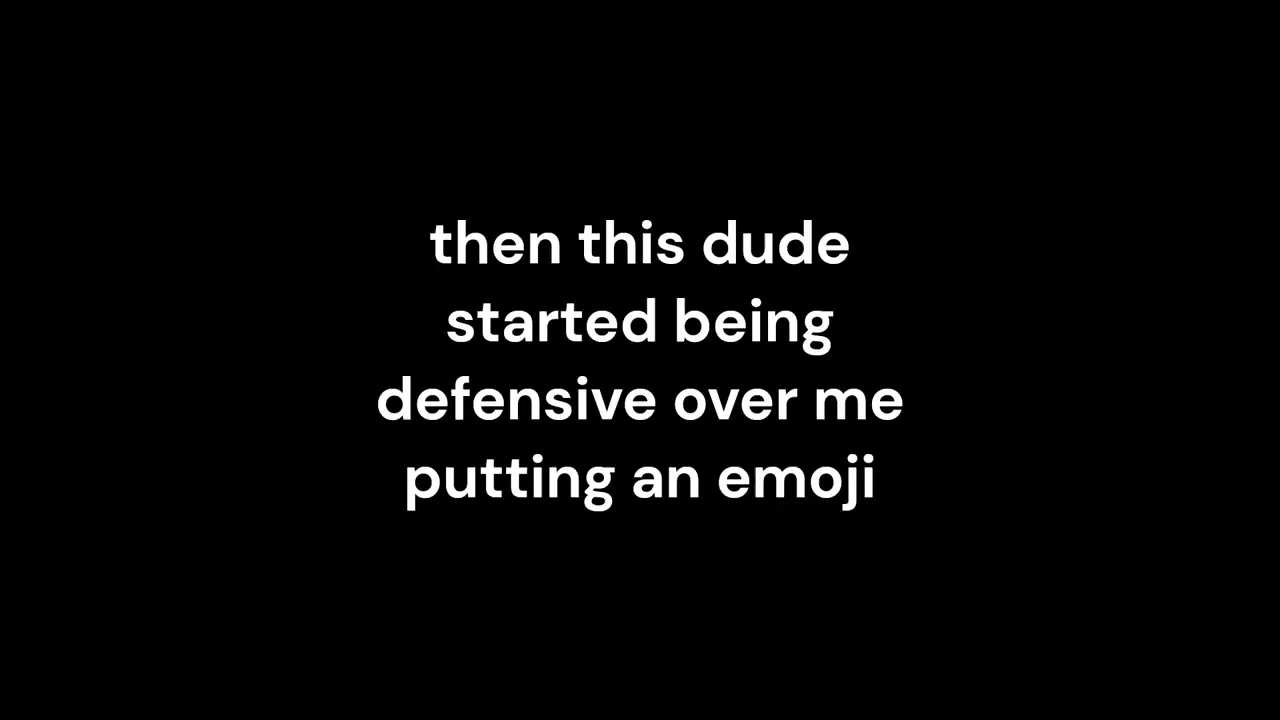 then this dude
started being
defensive over me
putting an emoji